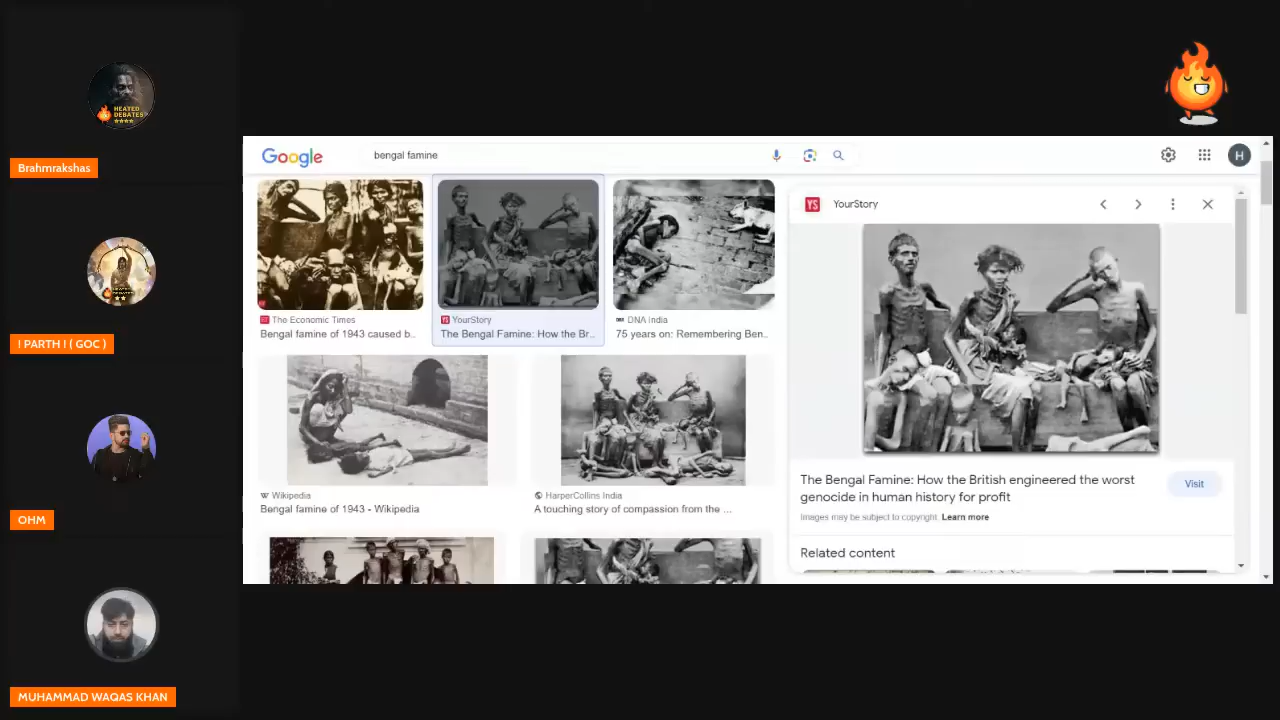 HEATED
DEBATES
Brahmrakshas
! PARTH ! ( GOC )
OHM
MUHAMMAD WAQAS KHAN
Google
bengal famine
H
The Economic Times
Bengal famine of 1943 caused b..
YS YourStory
The Bengal Famine: How the Br..
DNA India
75 years on: Remembering Ben..
W Wikipedia
Bengal famine of 1943 - Wikipedia
HarperCollins India
A touching story of compassion from the ...
YS YourStory
The Bengal Famine: How the British engineered the worst
genocide in human history for profit
Visit
Images may be subject to copyright. Learn more
Related content